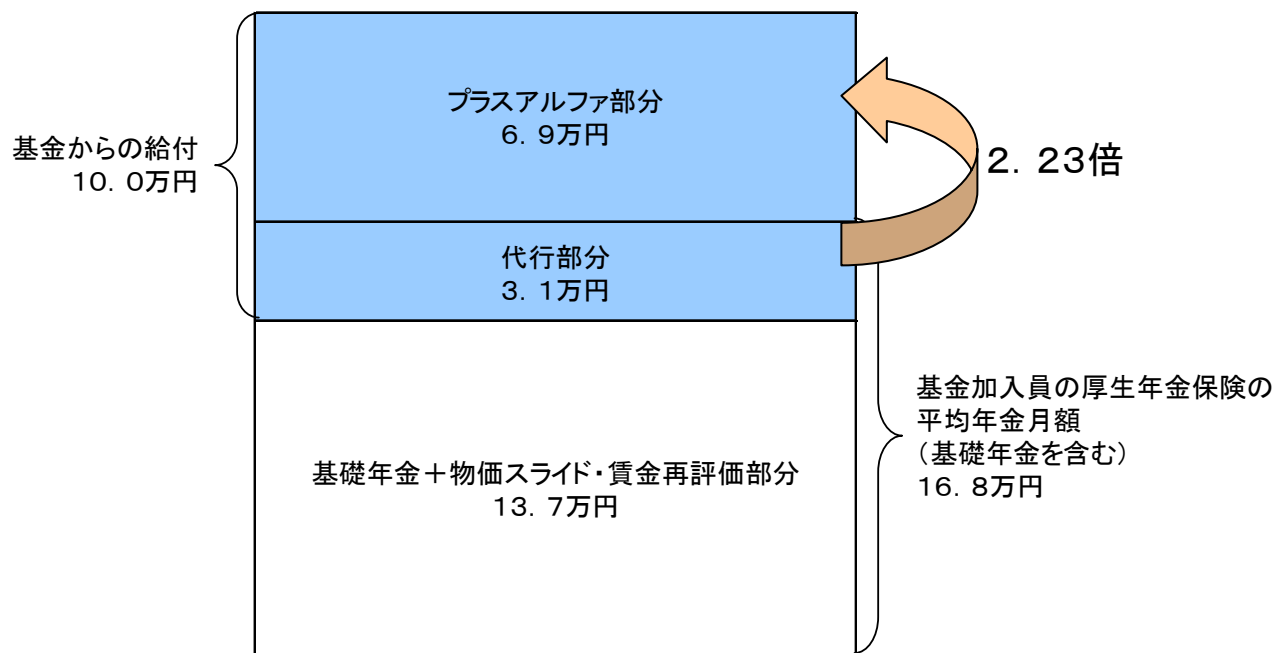 プラスアルファ部分
6．9万円
基金からの給付
10．0万円
2．23倍
代行部分
3．1万円
基金加入員の厚生年金保険の
平均年金月額
（基礎年金を含む）
16．8万円
基礎年金＋物価スライド・賃金再評価部分
13．7万円